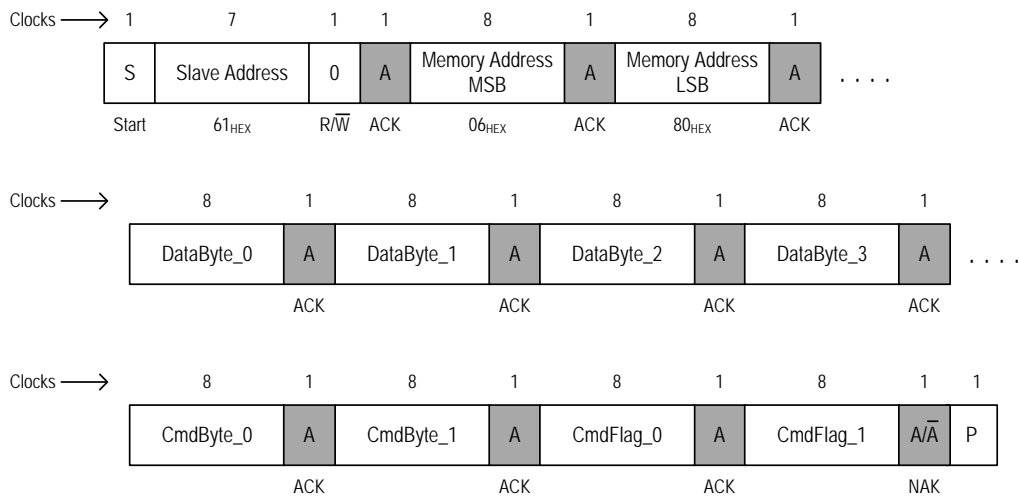 Clocks 1 7 1 1 8 1 8 1
S Slave Address 0 A Memory Address MSB A Memory Address LSB A . . . .
Start 61HEX R/W̅ ACK 06HEX ACK 80HEX ACK
Clocks 8 1 8 1 8 1 8 1
DataByte_0 A DataByte_1 A DataByte_2 A DataByte_3 A . . . .
ACK ACK ACK ACK
Clocks 8 1 8 1 8 1 8 1 1
CmdByte_0 A CmdByte_1 A CmdFlag_0 A CmdFlag_1 A/A̅ P
ACK ACK ACK NAK